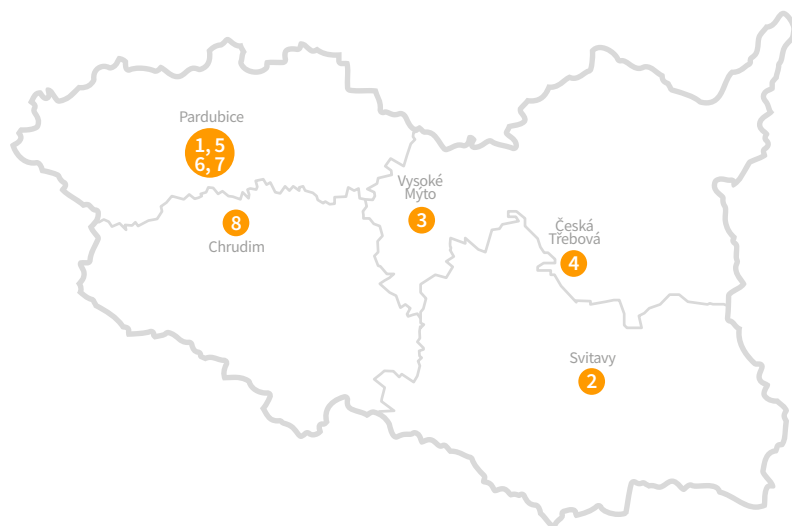 Pardubice
1, 5
6, 7
Vysoké
Mýto
3
8
Chrudim
Česká
Třebová
4
Svitavy
2